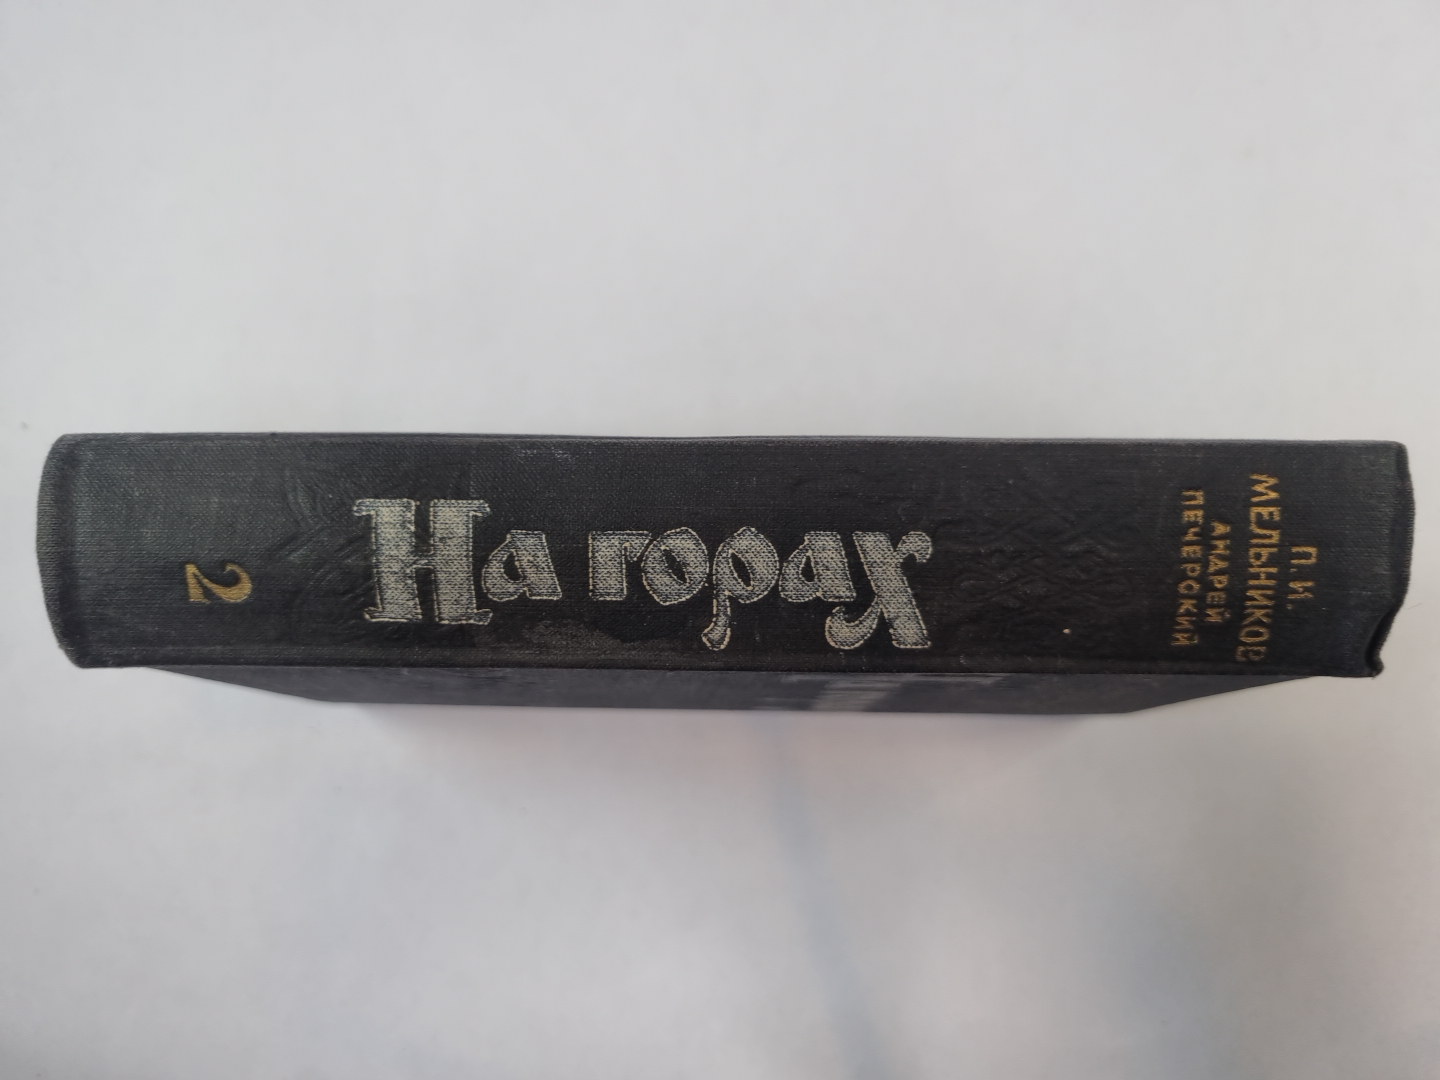 П. И.
МЕЛЬНИКОВ
АНДРЕЙ
ПЕЧЕРСКИЙ
На горах
2